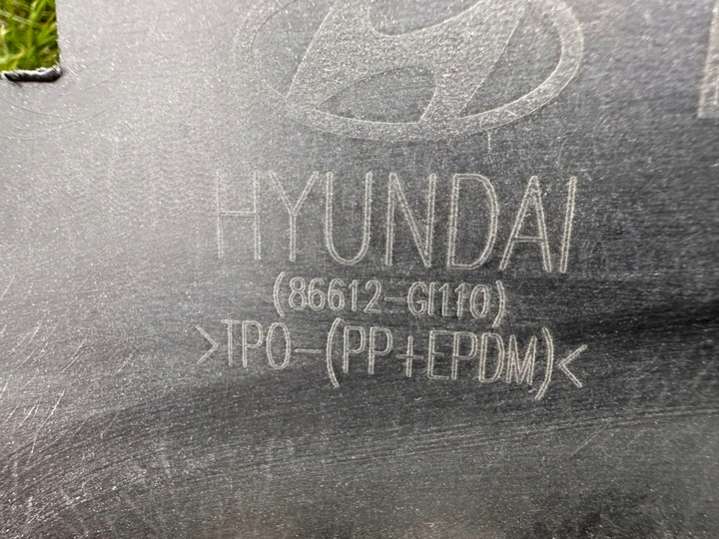 HYUNDAI
(86612-GI110)
>TPO-(PP+EPDM)<